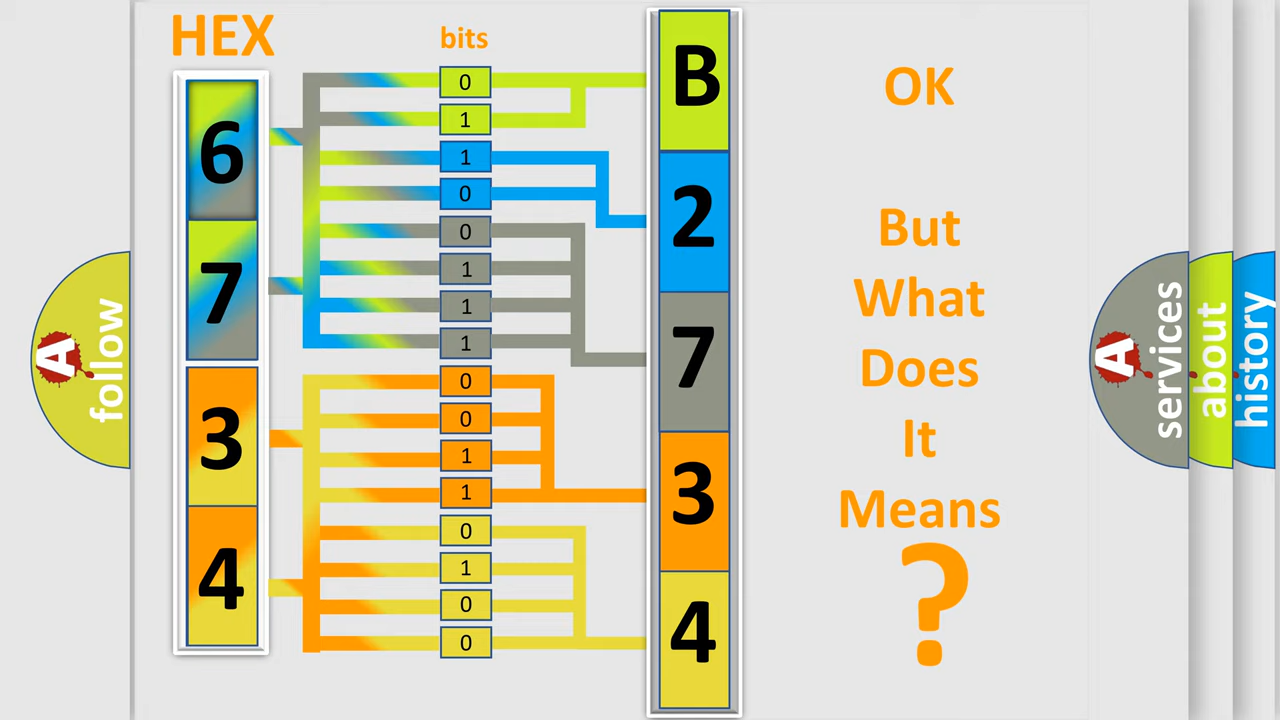 HEX
bits
6
7
3
4
0
1
1
0
0
1
1
1
0
0
1
1
0
1
0
0
B
2
7
3
4
OK
But
What
Does
It
Means
?
A
follow
A
services
about
history